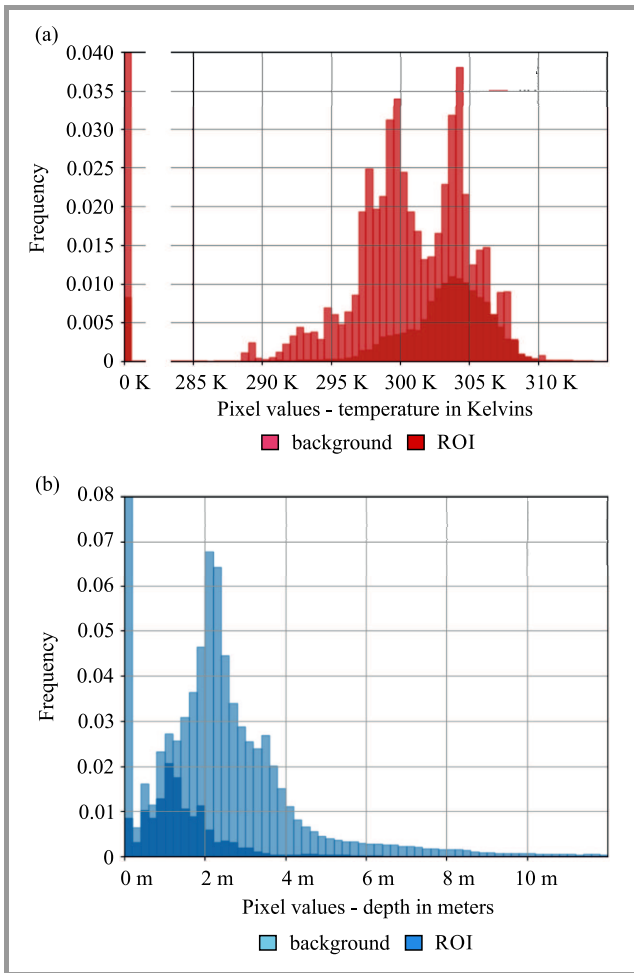 (a)
0.040
0.035
0.030
0.025
0.020
0.015
0.010
0.005
0
Frequency
0 K 285 K 290 K 295 K 300 K 305 K 310 K
Pixel values - temperature in Kelvins
background ROI
(b)
0.08
0.07
0.06
0.05
0.04
0.03
0.02
0.01
0
Frequency
0 m 2 m 4 m 6 m 8 m 10 m
Pixel values - depth in meters
background ROI